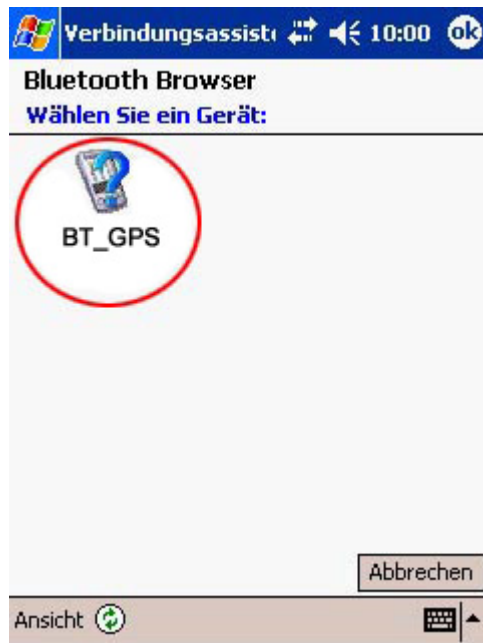 Verbindungsassiste 10:00 ok
Bluetooth Browser
Wählen Sie ein Gerät:
BT_GPS
Abbrechen
Ansicht